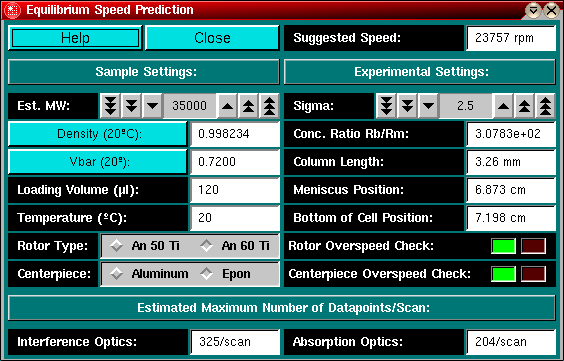 Equilibrium Speed Prediction
Help Close Suggested Speed: 23757 rpm
Sample Settings: Experimental Settings:
Est. MW: 35000 Sigma: 2.5
Density (20ºC): 0.998234 Conc. Ratio Rb/Rm: 3.0783e+02
Vbar (20º): 0.7200 Column Length: 3.26 mm
Loading Volume (µl): 120 Meniscus Position: 6.873 cm
Temperature (ºC): 20 Bottom of Cell Position: 7.198 cm
Rotor Type: An 50 Ti An 60 Ti Rotor Overspeed Check:
Centerpiece: Aluminum Epon Centerpiece Overspeed Check:
Estimated Maximum Number of Datapoints/Scan:
Interference Optics: 325/scan Absorption Optics: 204/scan